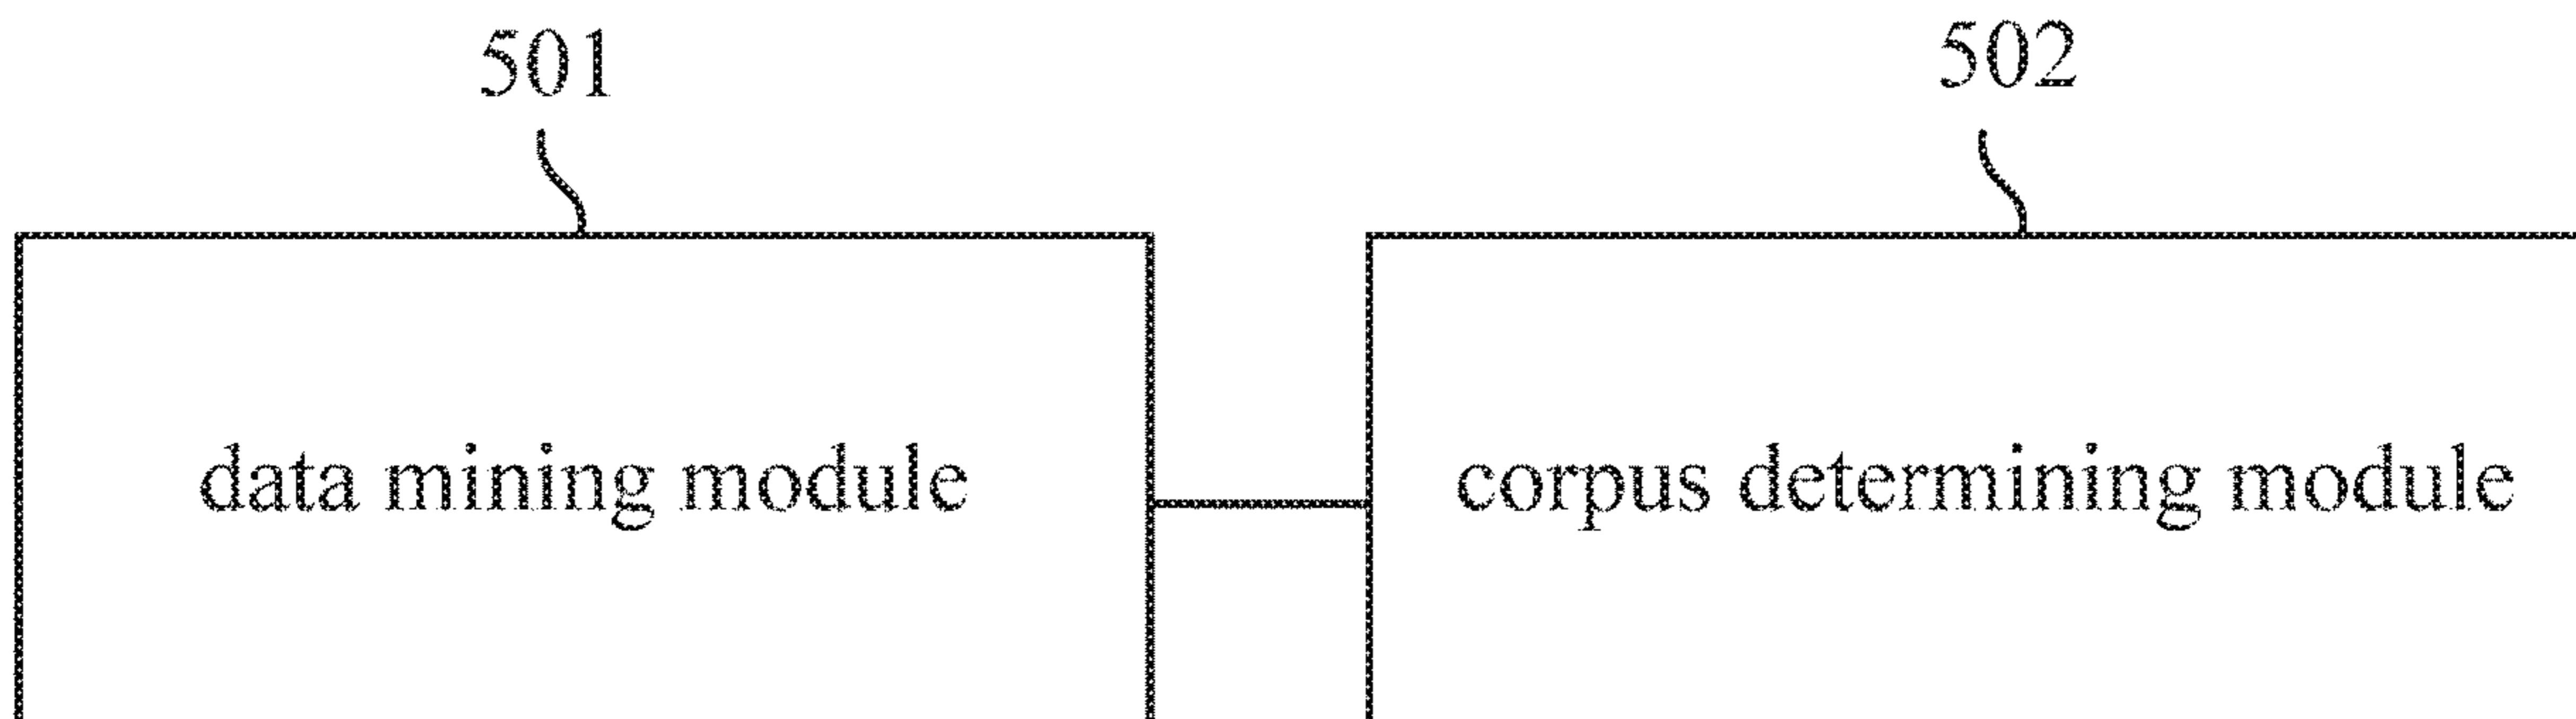 501
502
data mining module
corpus determining module